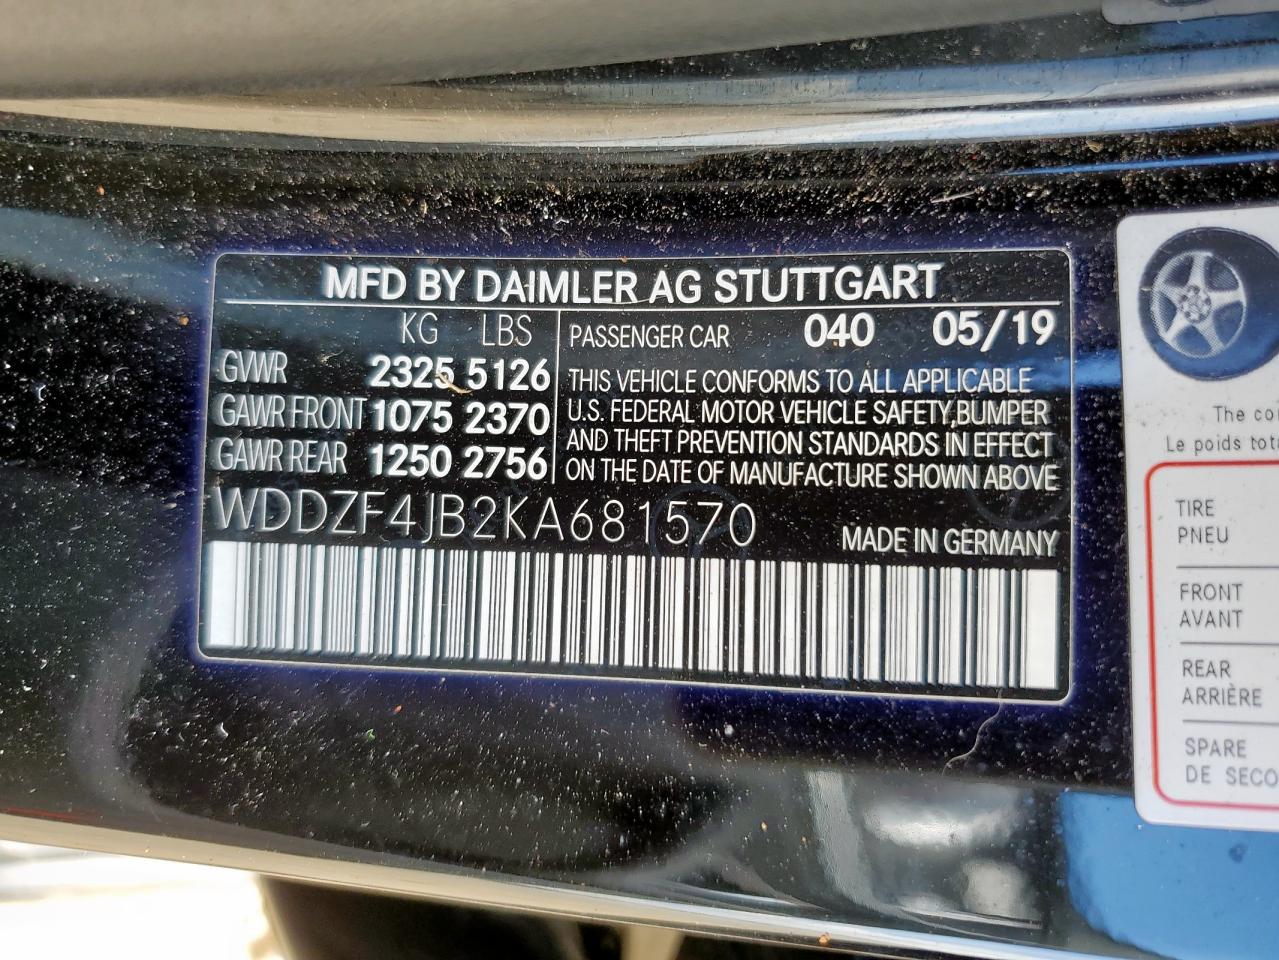 MFD BY DAIMLER AG STUTTGART
KG LBS
GVWR 2325 5126
GAWR FRONT 1075 2370
GAWR REAR 1250 2756
PASSENGER CAR 040 05/19
THIS VEHICLE CONFORMS TO ALL APPLICABLE
U.S. FEDERAL MOTOR VEHICLE SAFETY,BUMPER
AND THEFT PREVENTION STANDARDS IN EFFECT
ON THE DATE OF MANUFACTURE SHOWN ABOVE
WDDZF4JB2KA681570
MADE IN GERMANY
The
Le poids
TIRE
PNEU
FRONT
AVANT
REAR
ARRIÈRE
SPARE
DE